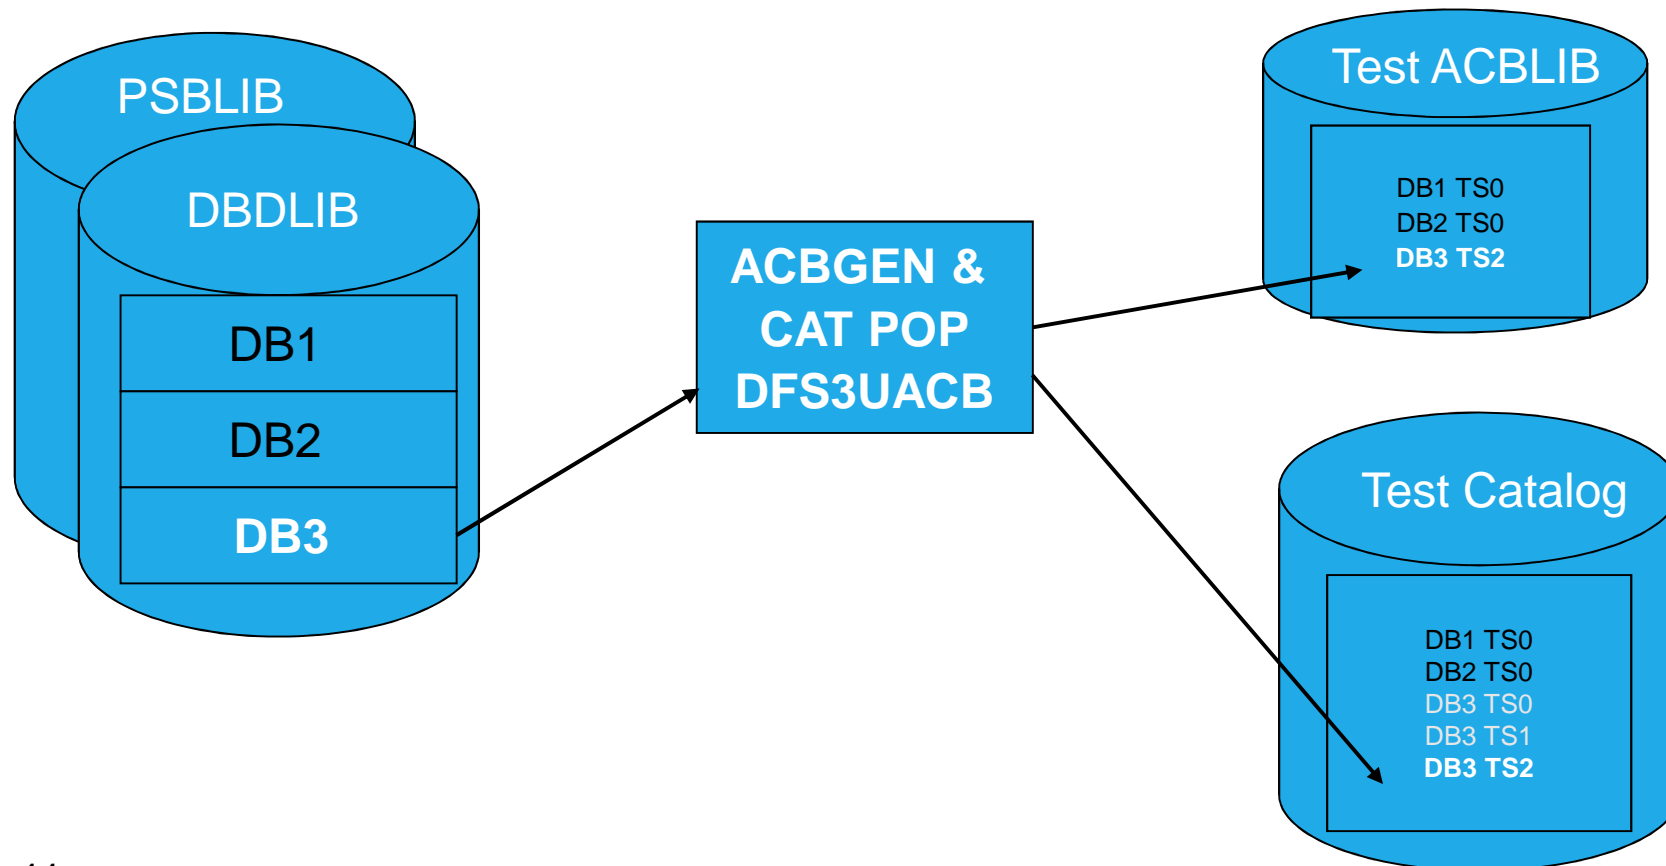 PSBLIB
DBDLIB
DB1
DB2
DB3
ACBGEN &
CAT POP
DFS3UACB
Test ACBLIB
DB1 TS0
DB2 TS0
DB3 TS2
Test Catalog
DB1 TS0
DB2 TS0
DB3 TS0
DB3 TS1
DB3 TS2